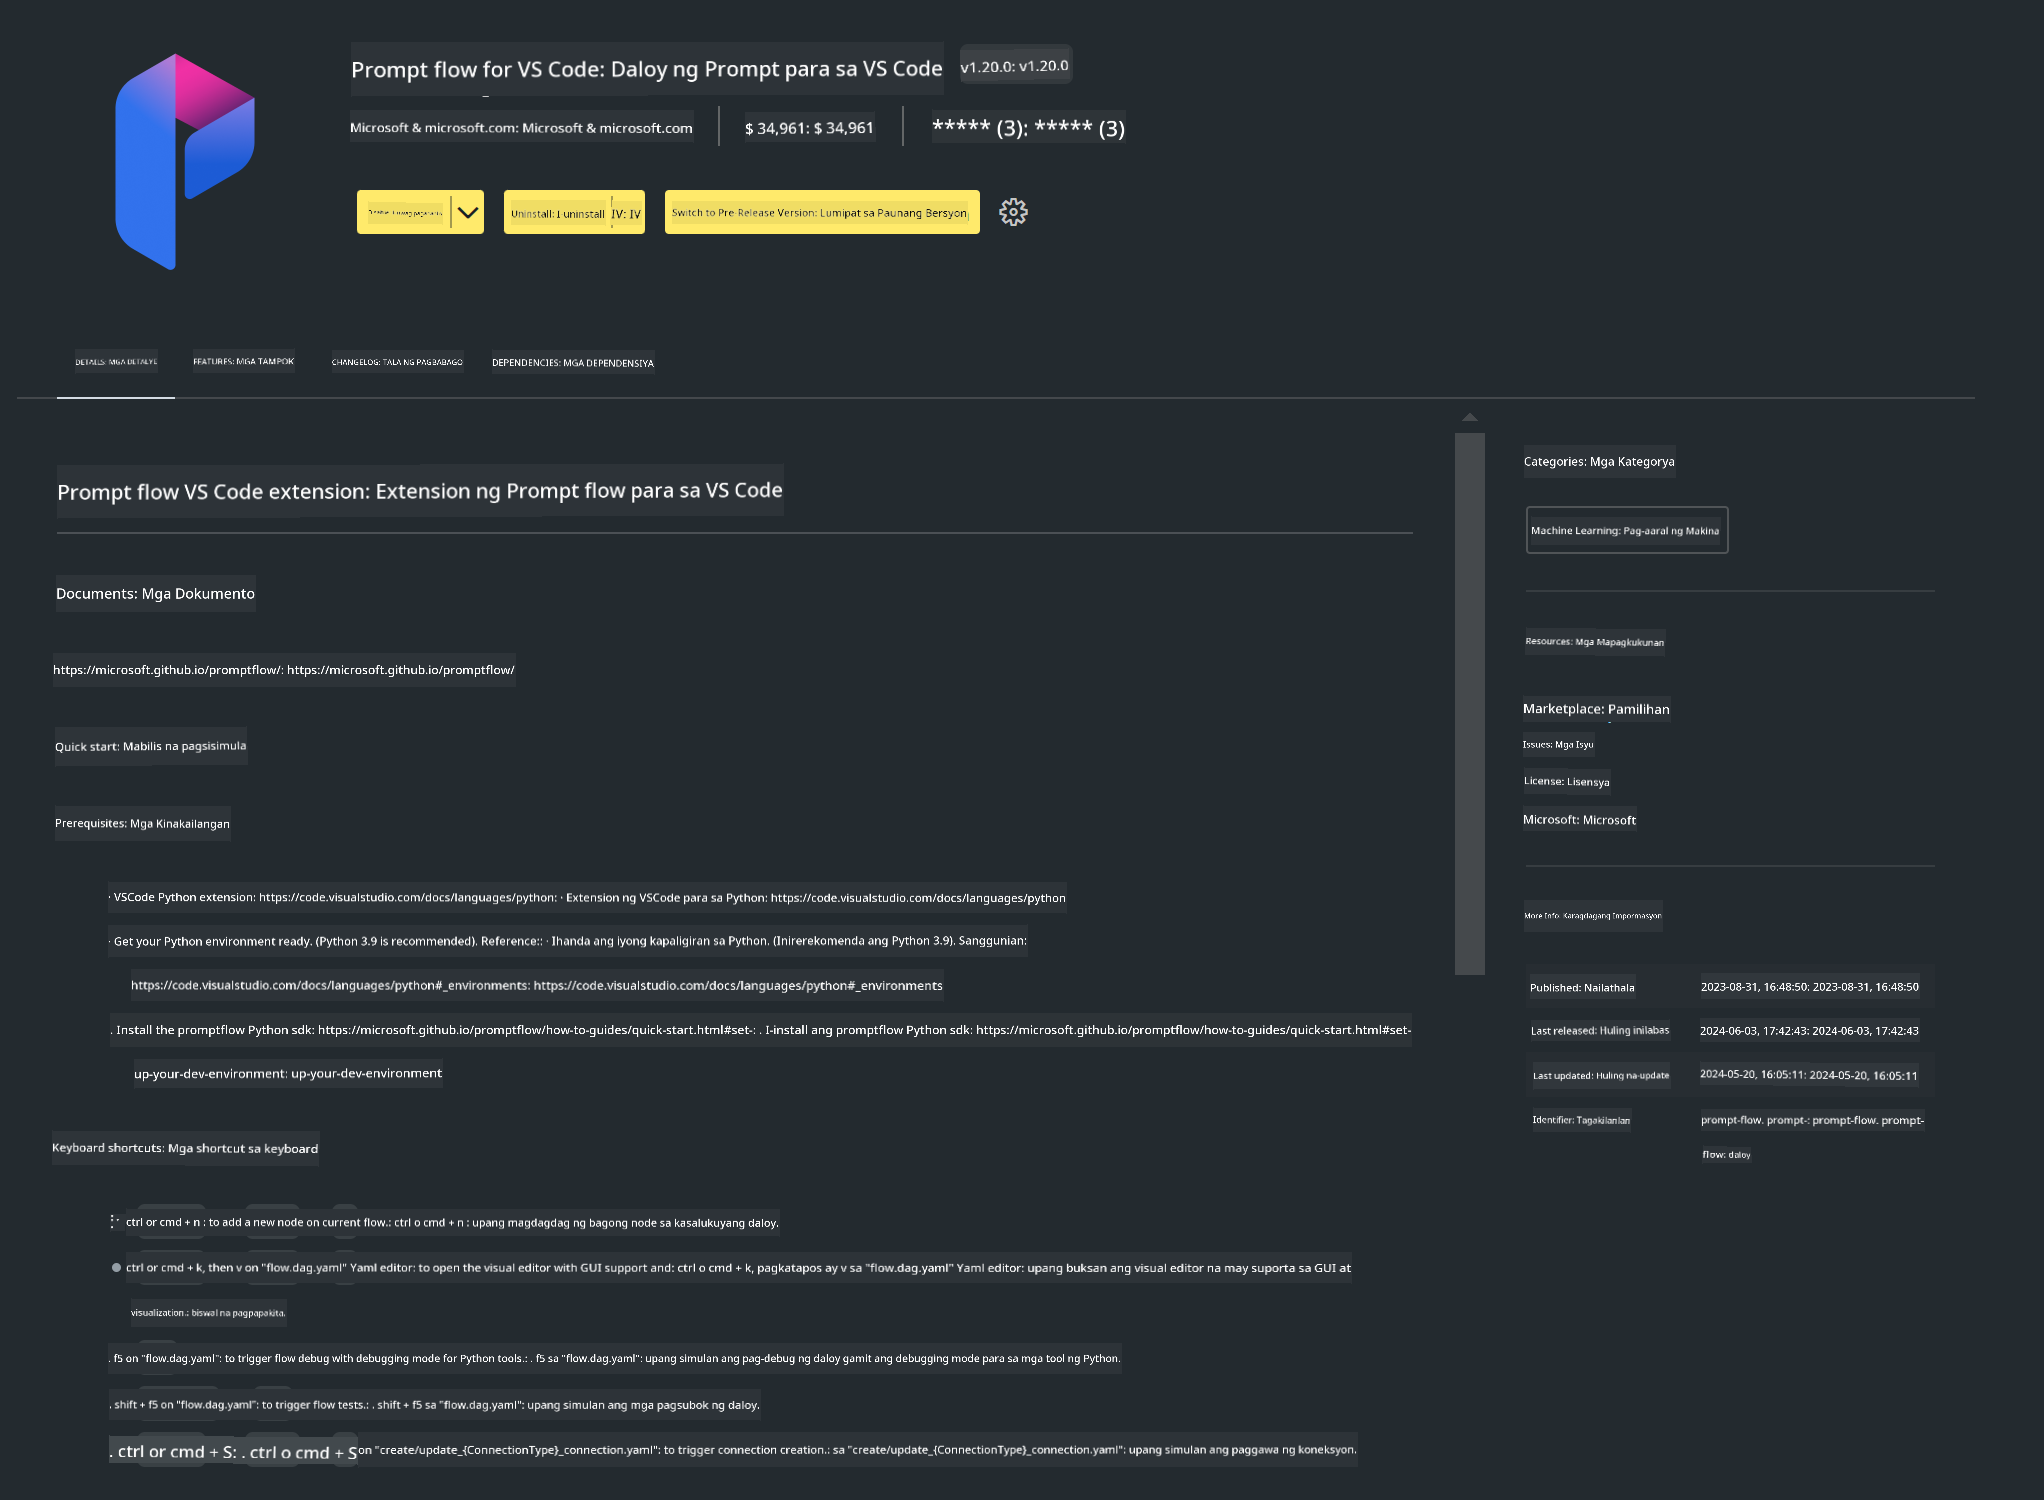 Prompt flow for VS Code: Daloy ng Prompt para sa VS Code
v1.20.0: v1.20.0
Microsoft & microsoft.com: Microsoft & microsoft.com
$ 34,961: $ 34,961
***** (3): ***** (3)
Uninstall: I-uninstall
IV: IV
Switch to Pre-Release Version: Lumipat sa Paunang Bersyon
DETAILS: MGA DETALYE
FEATURES: MGA TAMPOK
CHANGELOG: TALA NG PAGBABAGO
DEPENDENCIES: MGA DEPENDENSIYA
Prompt flow VS Code extension: Extension ng Prompt flow para sa VS Code
Documents: Mga Dokumento
https://microsoft.github.io/promptflow/: https://microsoft.github.io/promptflow/
Quick start: Mabilis na pagsisimula
Prerequisites: Mga Kinakailangan
· VSCode Python extension: https://code.visualstudio.com/docs/languages/python: · Extension ng VSCode para sa Python: https://code.visualstudio.com/docs/languages/python
· Get your Python environment ready. (Python 3.9 is recommended). Reference:: · Ihanda ang iyong kapaligiran sa Python. (Inirerekomenda ang Python 3.9). Sanggunian:
https://code.visualstudio.com/docs/languages/python#_environments: https://code.visualstudio.com/docs/languages/python#_environments
. Install the promptflow Python sdk: https://microsoft.github.io/promptflow/how-to-guides/quick-start.html#set-: . I-install ang promptflow Python sdk: https://microsoft.github.io/promptflow/how-to-guides/quick-start.html#set-
up-your-dev-environment: up-your-dev-environment
Keyboard shortcuts: Mga shortcut sa keyboard
ctrl or cmd + n : to add a new node on current flow.: ctrl o cmd + n : upang magdagdag ng bagong node sa kasalukuyang daloy.
ctrl or cmd + k, then v on "flow.dag.yaml" Yaml editor: to open the visual editor with GUI support and: ctrl o cmd + k, pagkatapos ay v sa "flow.dag.yaml" Yaml editor: upang buksan ang visual editor na may suporta sa GUI at
visualization.: biswal na pagpapakita.
. f5 on "flow.dag.yaml": to trigger flow debug with debugging mode for Python tools.: . f5 sa "flow.dag.yaml": upang simulan ang pag-debug ng daloy gamit ang debugging mode para sa mga tool ng Python.
. shift + f5 on "flow.dag.yaml": to trigger flow tests.: . shift + f5 sa "flow.dag.yaml": upang simulan ang mga pagsubok ng daloy.
. ctrl or cmd + S: . ctrl o cmd + S on "create/update_{ConnectionType}_connection.yaml": to trigger connection creation.: sa "create/update_{ConnectionType}_connection.yaml": upang simulan ang paggawa ng koneksyon.
Categories: Mga Kategorya
Machine Learning: Pag-aaral ng Makina
Resources: Mga Mapagkukunan
Marketplace: Pamilihan
Issues: Mga Isyu
License: Lisensya
Microsoft: Microsoft
More Info: Karagdagang Impormasyon
Published: Nailathala
2023-08-31, 16:48:50: 2023-08-31, 16:48:50
Last released: Huling inilabas
2024-06-03, 17:42:43: 2024-06-03, 17:42:43
Last updated: Huling na-update
2024-05-20, 16:05:11: 2024-05-20, 16:05:11
Identifier: Tagakilanlan
prompt-flow. prompt-: prompt-flow. prompt-
flow: daloy